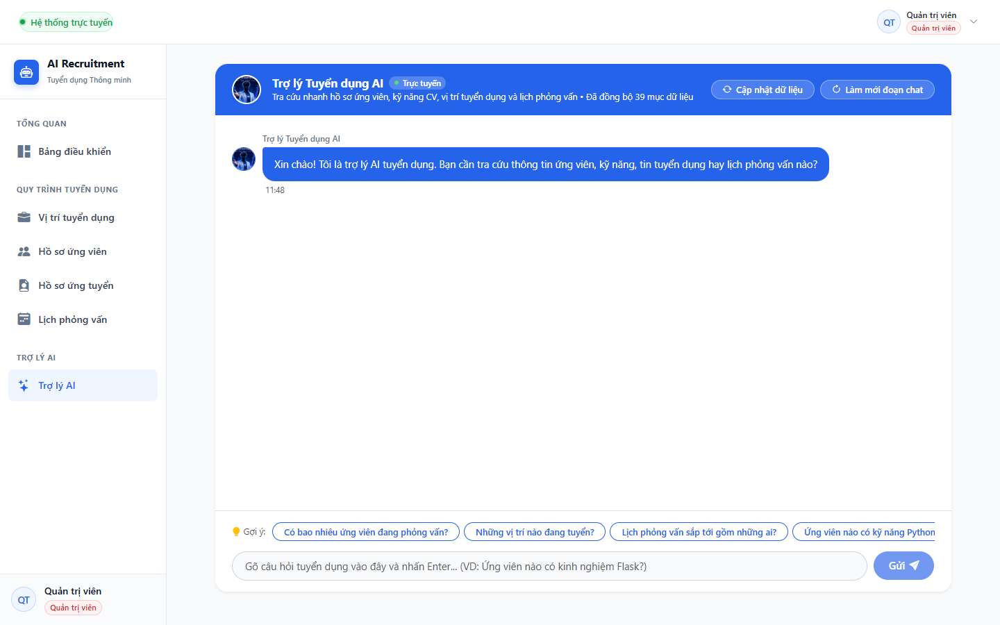 Hệ thống trực tuyến
QT
Quản trị viên
Quản trị viên
AI Recruitment
Tuyển dụng Thông minh
TỔNG QUAN
Bảng điều khiển
QUY TRÌNH TUYỂN DỤNG
Vị trí tuyển dụng
Hồ sơ ứng viên
Hồ sơ ứng tuyển
Lịch phỏng vấn
TRỢ LÝ AI
Trợ lý AI
QT
Quản trị viên
Quản trị viên
Trợ lý Tuyển dụng AI
Trực tuyến
Tra cứu nhanh hồ sơ ứng viên, kỹ năng CV, vị trí tuyển dụng và lịch phỏng vấn • Đã đồng bộ 39 mục dữ liệu
Cập nhật dữ liệu
Làm mới đoạn chat
Trợ lý Tuyển dụng AI
Xin chào! Tôi là trợ lý AI tuyển dụng. Bạn cần tra cứu thông tin ứng viên, kỹ năng, tin tuyển dụng hay lịch phỏng vấn nào?
11:48
Gợi ý:
Có bao nhiêu ứng viên đang phỏng vấn?
Những vị trí nào đang tuyển?
Lịch phỏng vấn sắp tới gồm những ai?
Ứng viên nào có kỹ năng Python
Gõ câu hỏi tuyển dụng vào đây và nhấn Enter... (VD: Ứng viên nào có kinh nghiệm Flask?)
Gửi